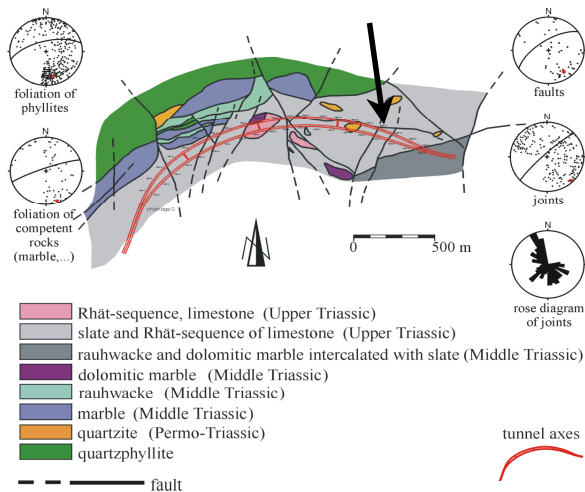 N
foliation of
phyllites
N
foliation of
competent
rocks
(marble,...)
N
faults
N
joints
N
rose diagram
of joints
N
0
500 m
Rhät-sequence, limestone (Upper Triassic)
slate and Rhät-sequence of limestone (Upper Triassic)
rauhwacke and dolomitic marble intercalated with slate (Middle Triassic)
dolomitic marble (Middle Triassic)
rauhwacke (Middle Triassic)
marble (Middle Triassic)
quartzite (Permo-Triassic)
quartzphyllite
fault
tunnel axes